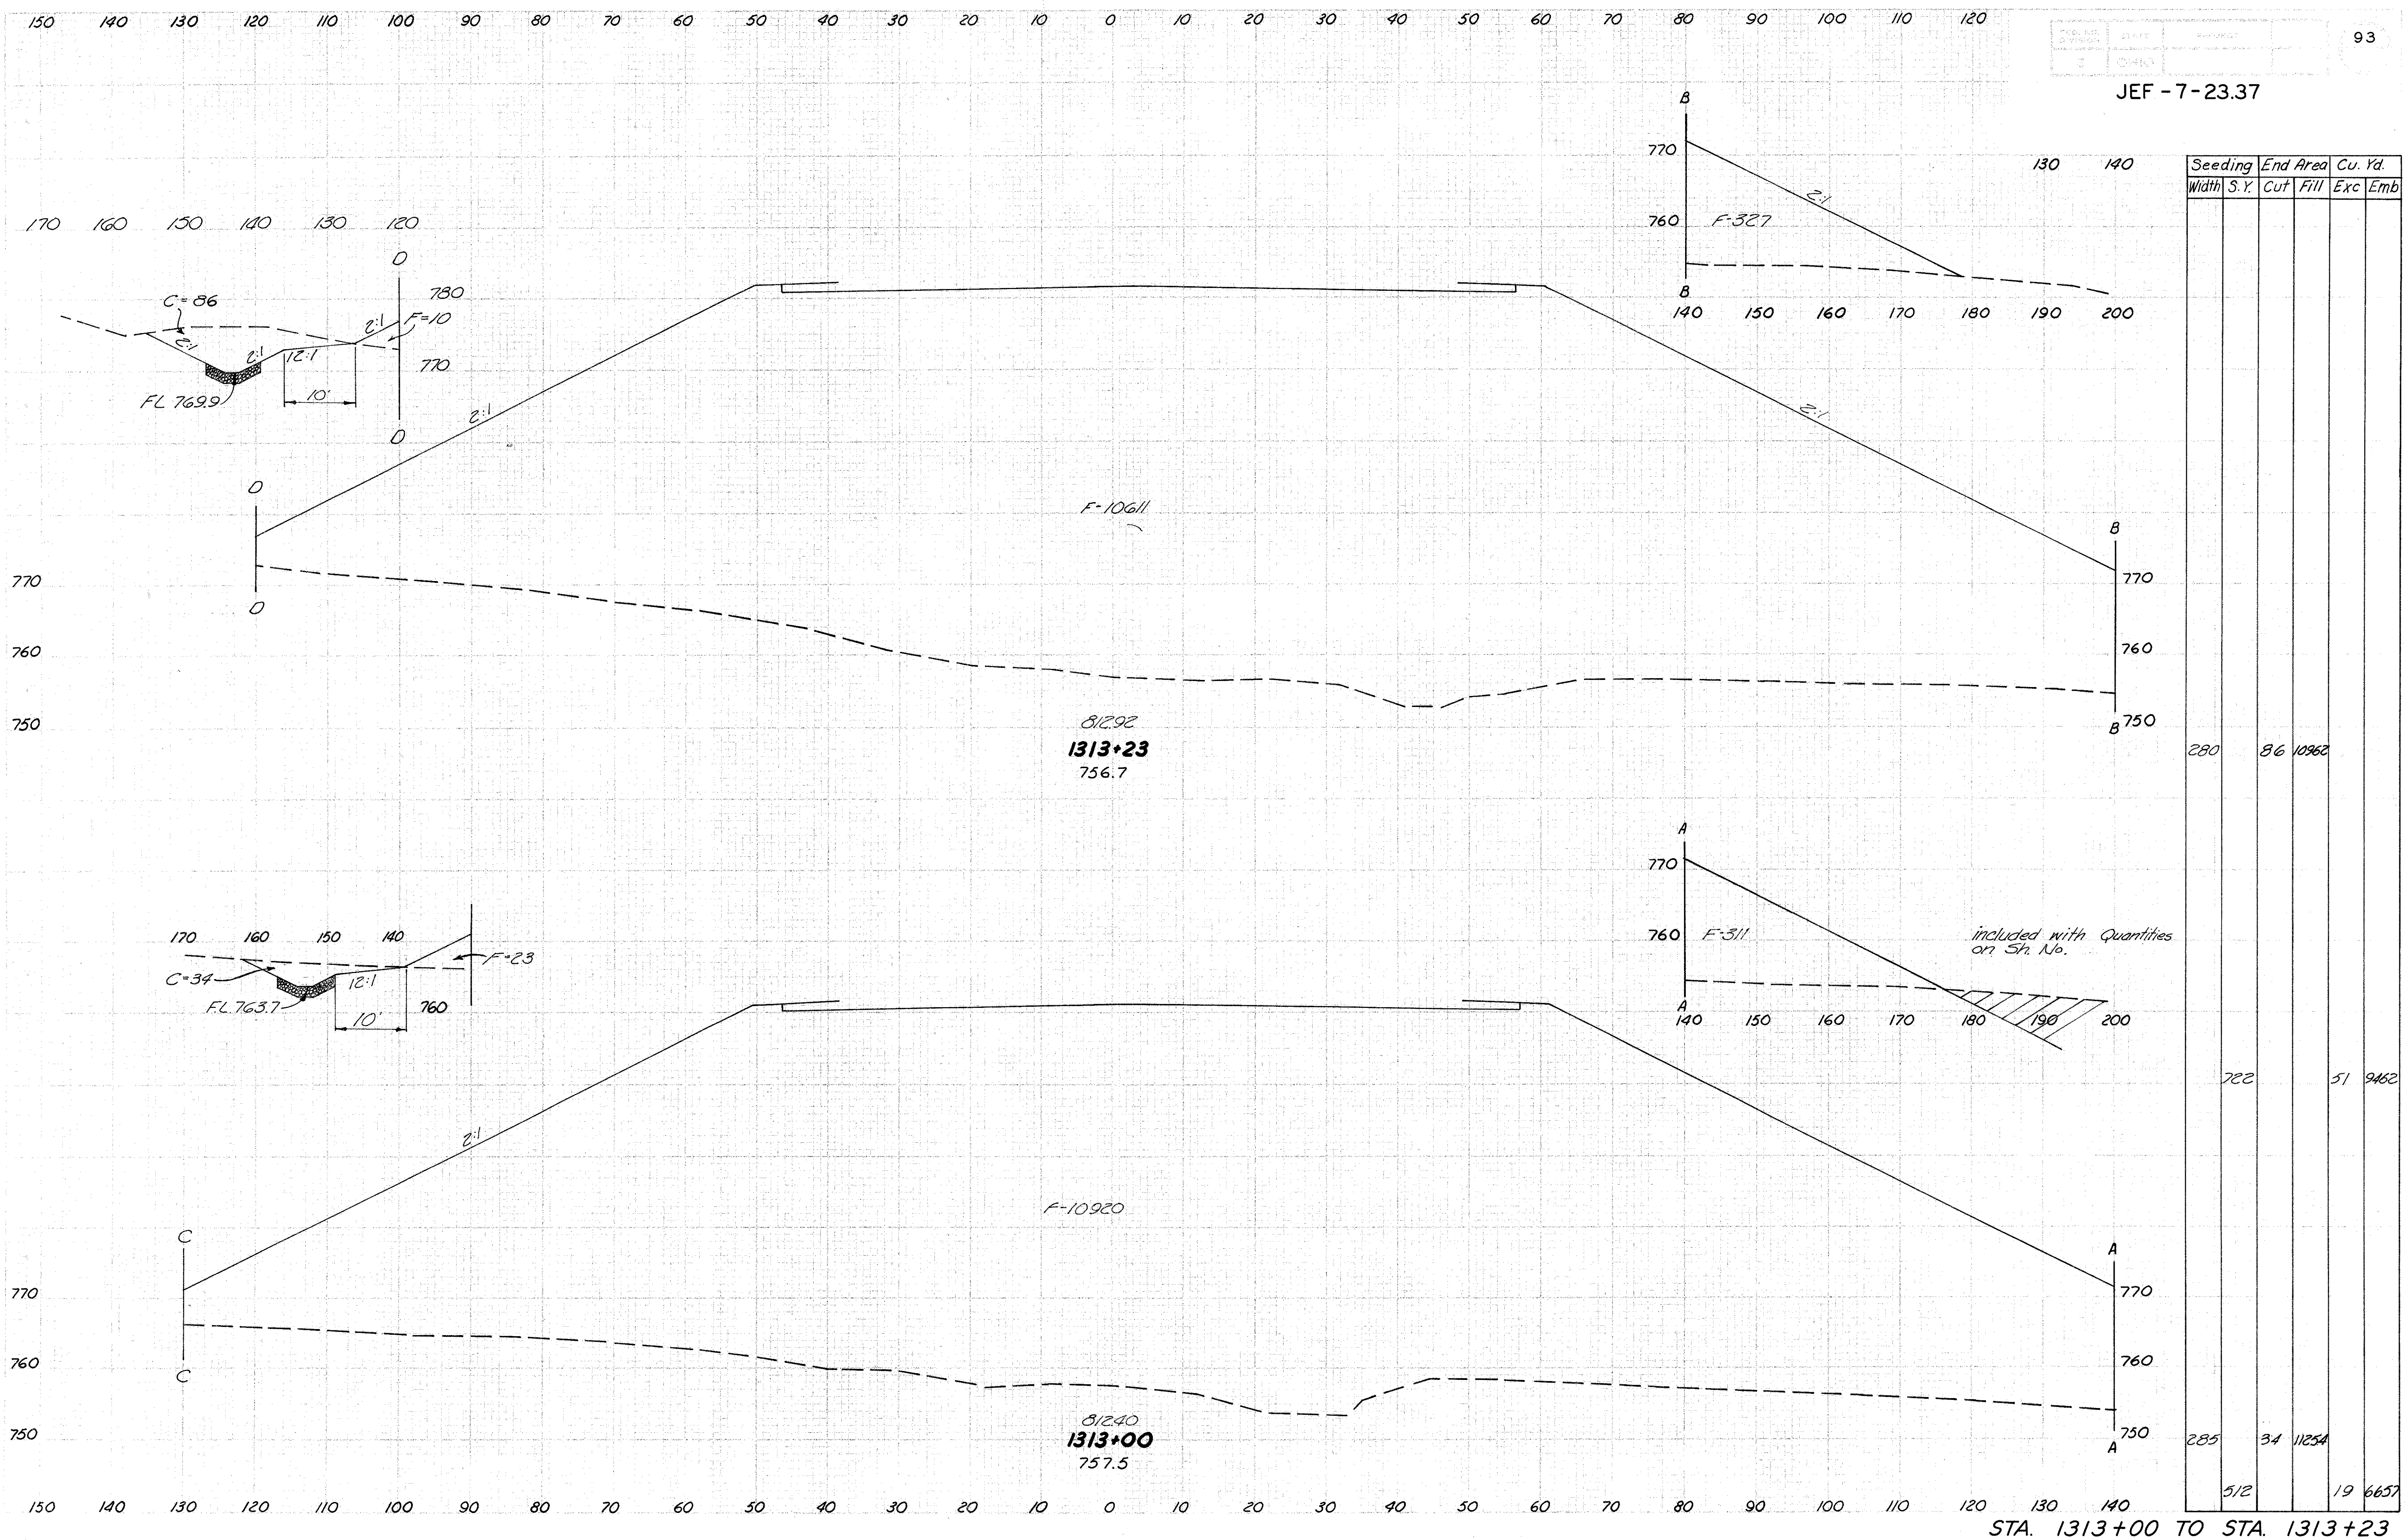 150 140 130 120 110 100 90 80 70 60 50 40 30 20 10 0 10 20 30 40 50 60 70 80 90 100 110 120
93
OHIO
JEF - 7 - 23.37
130 140
Seeding End Area Cu. Yd.
Width S.Y. Cut Fill Exc Emb
B
770
2:1
760 F-327
B
140 150 160 170 180 190 200
170 160 150 140 130 120
D
780
C=86
F=10
2:1
2:1
2:1
12:1
770
10'
FL 769.9
D
2:1
2:1
D
F-10611
B
770
D
770
760
760
750
750
B
812.92
1313+23
756.7
280 86 10962
A
770
760 F-311
included with Quantities
on Sh. No.
A
140 150 160 170 180 190 200
170 160 150 140
F=23
C=34
12:1
F.L. 763.7
760
10'
722 51 9462
2:1
F-10920
C
A
770
770
760
760
C
750
750
A
812.40
1313+00
757.5
285 34 11254
512 19 6657
150 140 130 120 110 100 90 80 70 60 50 40 30 20 10 0 10 20 30 40 50 60 70 80 90 100 110 120 130 140
STA. 1313+00 TO STA. 1313+23